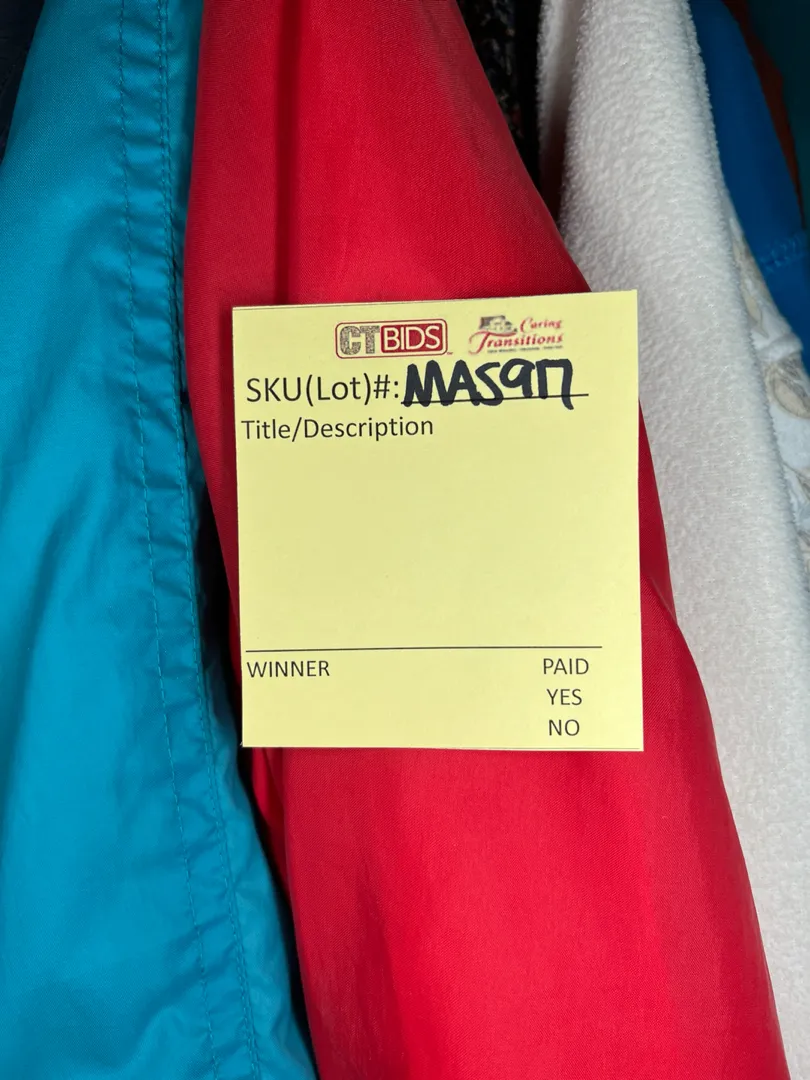 CTBIDS
Caring
Transitions
SKU(Lot)#: MAS917
Title/Description
WINNER
PAID
YES
NO